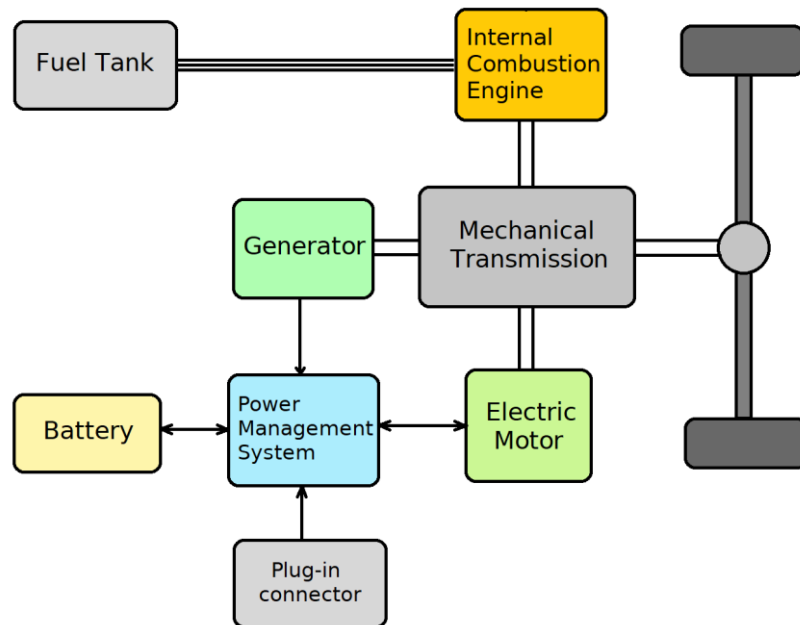 Fuel Tank
Internal
Combustion
Engine
Generator
Mechanical
Transmission
Battery
Power
Management
System
Electric
Motor
Plug-in
connector